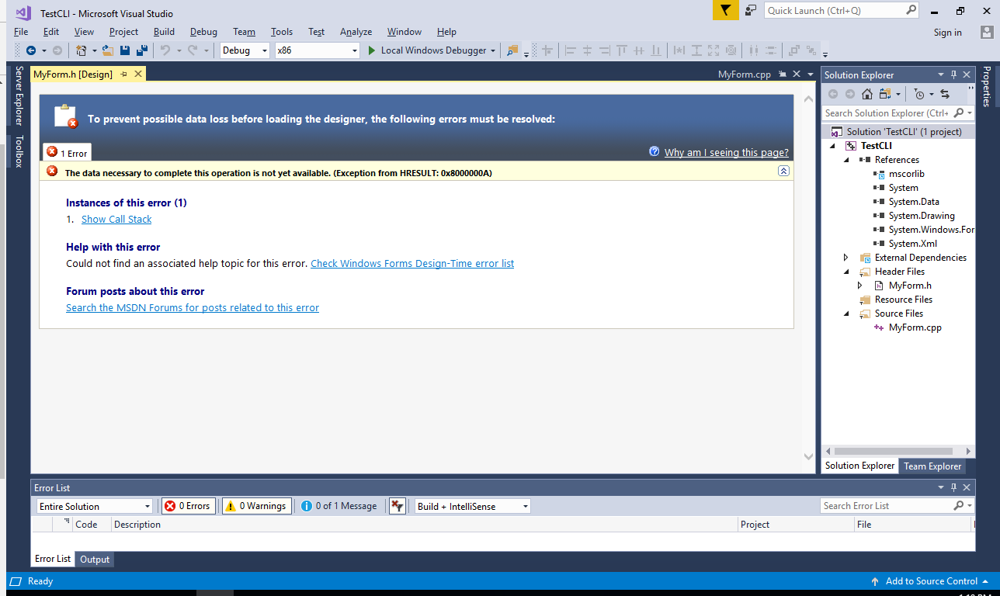 TestCLI - Microsoft Visual Studio
Quick Launch (Ctrl+Q)
File Edit View Project Build Debug Team Tools Test Analyze Window Help
Sign in
Debug x86 Local Windows Debugger
Server Explorer
Toolbox
MyForm.h [Design]
MyForm.cpp
To prevent possible data loss before loading the designer, the following errors must be resolved:
1 Error
Why am I seeing this page?
The data necessary to complete this operation is not yet available. (Exception from HRESULT: 0x8000000A)
Instances of this error (1)
1. Show Call Stack
Help with this error
Could not find an associated help topic for this error. Check Windows Forms Design-Time error list
Forum posts about this error
Search the MSDN Forums for posts related to this error
Solution Explorer
Search Solution Explorer (Ctrl+
Solution 'TestCLI' (1 project)
TestCLI
References
mscorlib
System
System.Data
System.Drawing
System.Windows.For
System.Xml
External Dependencies
Header Files
MyForm.h
Resource Files
Source Files
MyForm.cpp
Solution Explorer Team Explorer
Properties
Error List
Entire Solution 0 Errors 0 Warnings 0 of 1 Message Build + IntelliSense Search Error List
Code Description Project File
Error List Output
Ready
Add to Source Control